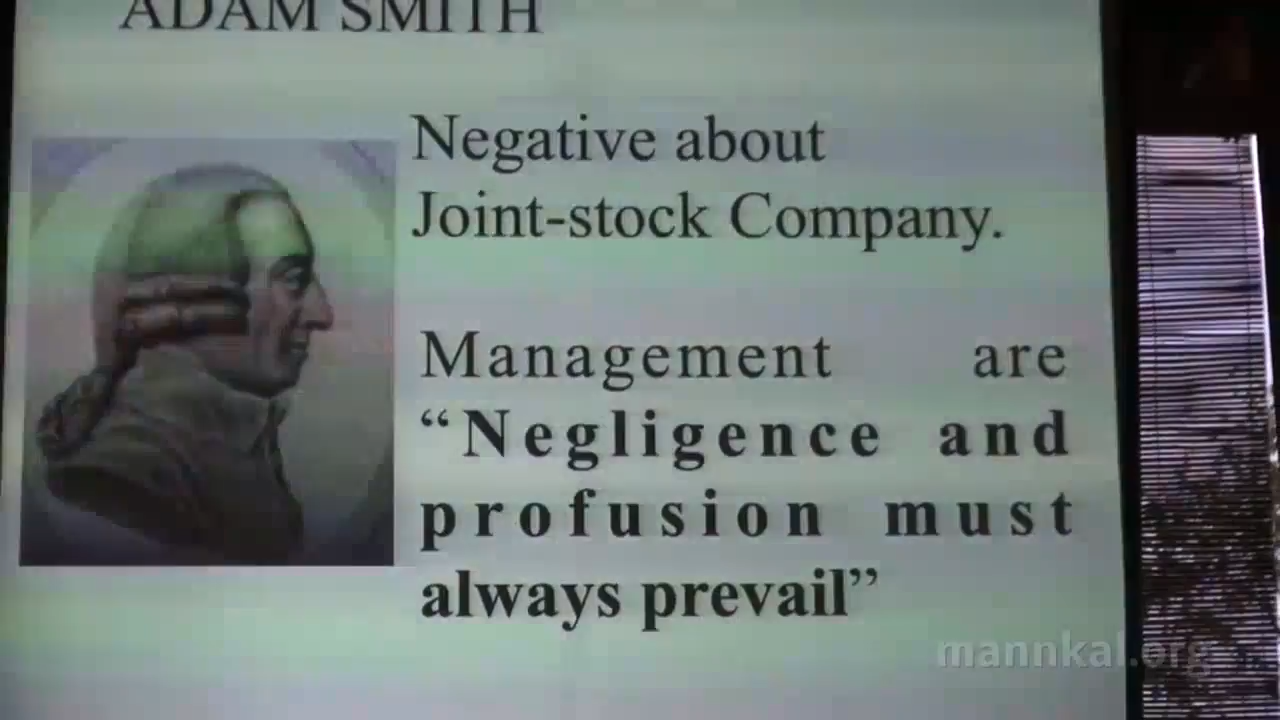 ADAM SMITH
Negative about
Joint-stock Company.
Management are
“Negligence and
profusion must
always prevail”
mannkal.org